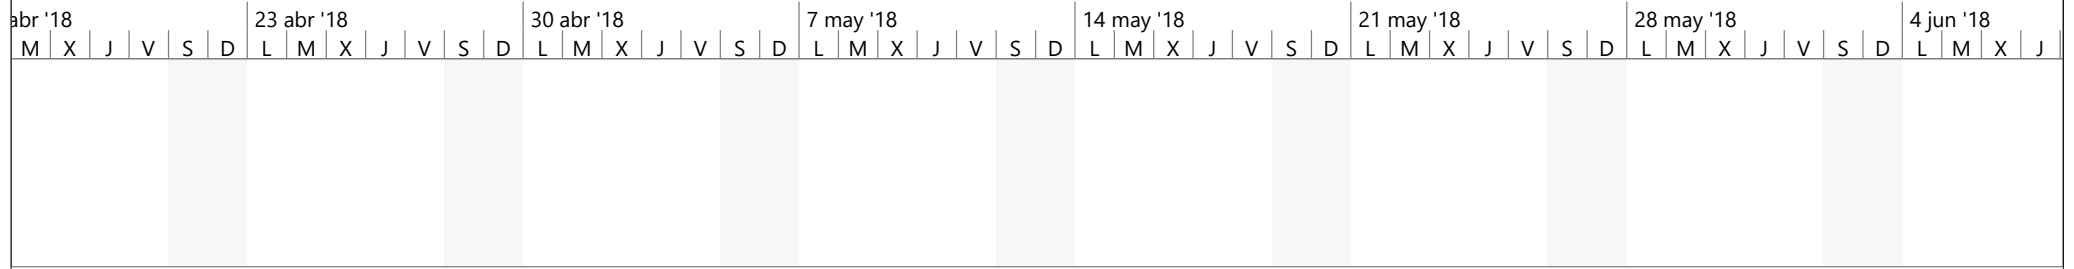 abr '18 23 abr '18 30 abr '18 7 may '18 14 may '18 21 may '18 28 may '18 4 jun '18
M X J V S D L M X J V S D L M X J V S D L M X J V S D L M X J V S D L M X J V S D L M X J V S D L M X J